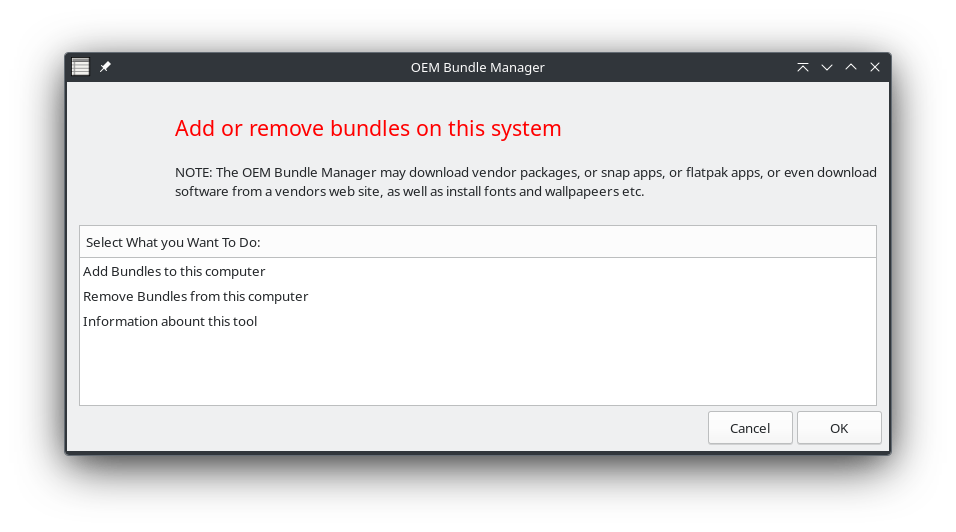 OEM Bundle Manager
Add or remove bundles on this system
NOTE: The OEM Bundle Manager may download vendor packages, or snap apps, or flatpak apps, or even download
software from a vendors web site, as well as install fonts and wallpapeers etc.
Select What you Want To Do:
Add Bundles to this computer
Remove Bundles from this computer
Information abount this tool
Cancel OK